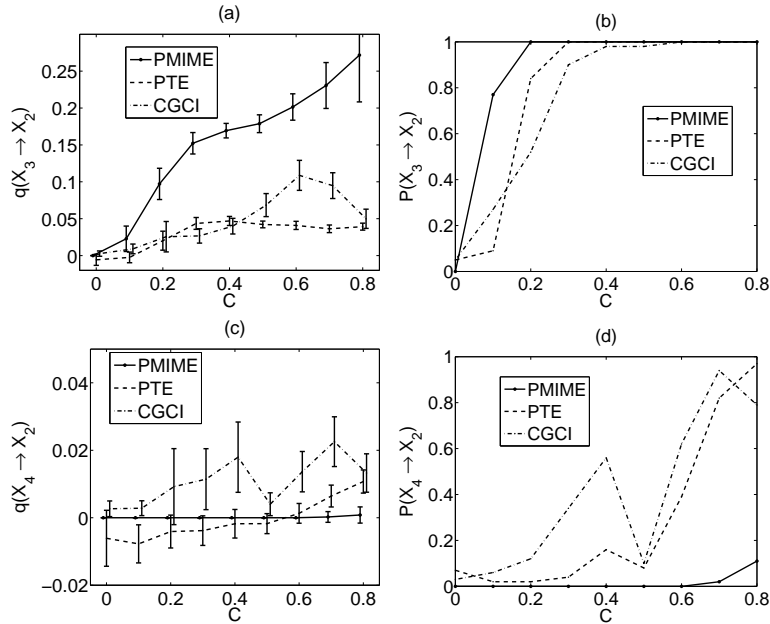 (a)
q(X3 → X2)
0.25
0.2
0.15
0.1
0.05
0
PMIME
PTE
CGCI
0
0.2
0.4
0.6
0.8
C
(b)
P(X3 → X2)
1
0.8
0.6
0.4
0.2
0
PMIME
PTE
CGCI
0
0.2
0.4
0.6
0.8
C
(c)
q(X4 → X2)
0.04
0.02
0
−0.02
PMIME
PTE
CGCI
0
0.2
0.4
0.6
0.8
C
(d)
P(X4 → X2)
1
0.8
0.6
0.4
0.2
0
PMIME
PTE
CGCI
0
0.2
0.4
0.6
0.8
C